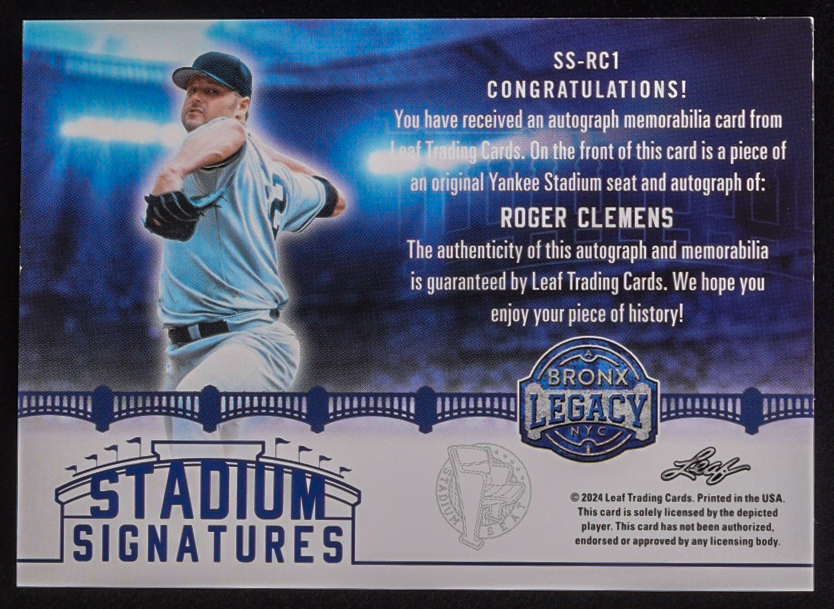 SS-RC1
CONGRATULATIONS!
You have received an autograph memorabilia card from
Leaf Trading Cards. On the front of this card is a piece of
an original Yankee Stadium seat and autograph of:
ROGER CLEMENS
The authenticity of this autograph and memorabilia
is guaranteed by Leaf Trading Cards. We hope you
enjoy your piece of history!
BRONX
LEGACY
NYC
STADIUM
SIGNATURES
STADIUM
SEAT
Leaf
© 2024 Leaf Trading Cards. Printed in the USA.
This card is solely licensed by the depicted
player. This card has not been authorized,
endorsed or approved by any licensing body.
2